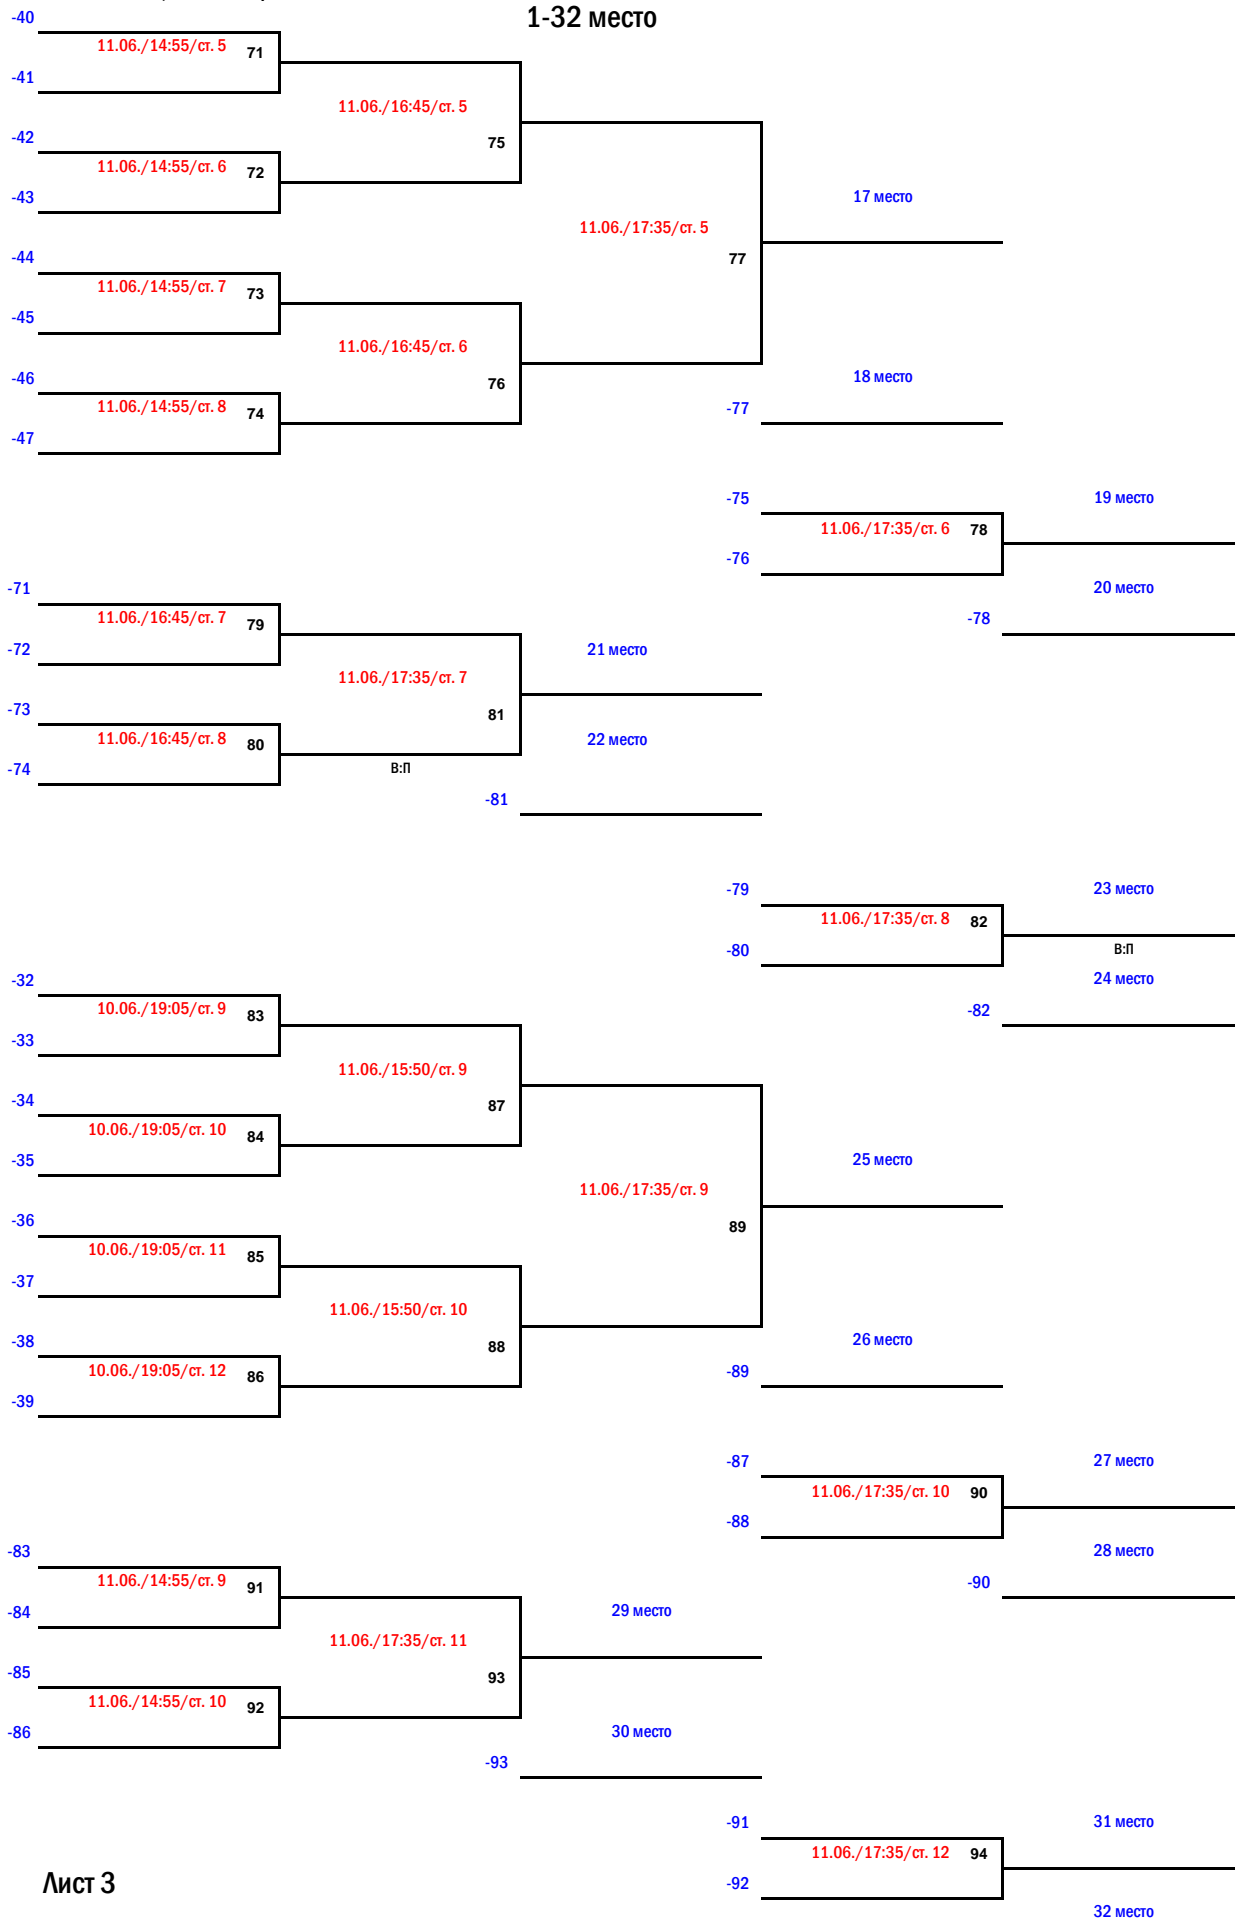 1-32 место
-40
11.06./14:55/ст. 5 71
-41
11.06./16:45/ст. 5
75
-42
11.06./14:55/ст. 6 72
-43
17 место
11.06./17:35/ст. 5
77
-44
11.06./14:55/ст. 7 73
-45
11.06./16:45/ст. 6
76
-46
11.06./14:55/ст. 8 74
-47
18 место
-77
-75
19 место
11.06./17:35/ст. 6 78
-76
20 место
-78
-71
11.06./16:45/ст. 7 79
-72
21 место
11.06./17:35/ст. 7
81
-73
11.06./16:45/ст. 8 80
-74
22 место
В:П
-81
-79
23 место
11.06./17:35/ст. 8 82
-80
В:П
24 место
-82
-32
10.06./19:05/ст. 9 83
-33
11.06./15:50/ст. 9
87
-34
10.06./19:05/ст. 10 84
-35
25 место
11.06./17:35/ст. 9
89
-36
10.06./19:05/ст. 11 85
-37
11.06./15:50/ст. 10
88
-38
10.06./19:05/ст. 12 86
-39
26 место
-89
-87
27 место
11.06./17:35/ст. 10 90
-88
28 место
-90
-83
11.06./14:55/ст. 9 91
-84
29 место
11.06./17:35/ст. 11
93
-85
11.06./14:55/ст. 10 92
-86
30 место
-93
-91
31 место
11.06./17:35/ст. 12 94
-92
32 место
Лист 3